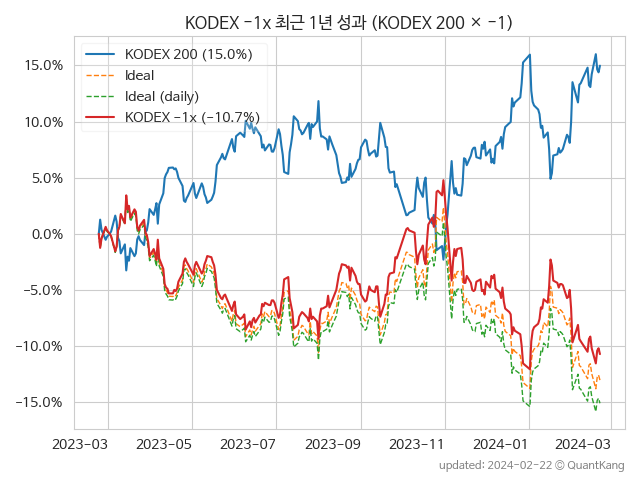 KODEX -1x 최근 1년 성과 (KODEX 200 × -1)
KODEX 200 (15.0%)
Ideal
Ideal (daily)
KODEX -1x (-10.7%)
15.0%
10.0%
5.0%
0.0%
-5.0%
-10.0%
-15.0%
2023-03 2023-05 2023-07 2023-09 2023-11 2024-01 2024-03
updated: 2024-02-22 © QuantKang